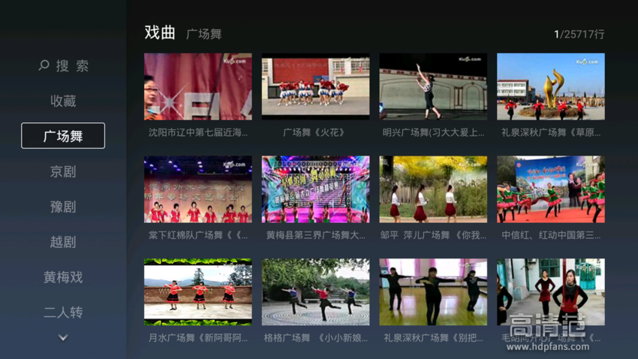 戏曲 广场舞
1/25717行
搜 索
收藏
广场舞
京剧
豫剧
越剧
黄梅戏
二人转
沈阳市辽中第七届近海...
广场舞《火花》
明兴广场舞(习大大爱上...
礼泉深秋广场舞《草原...
棠下红棉队广场舞《《...
黄梅县第三界广场舞大...
邹平 萍儿广场舞 《你我...
中信红、红动中国第三...
月水广场舞《新阿哥阿...
格格广场舞 《小小新娘...
礼泉深秋广场舞《别把...
高清范
www.hdpfans.com